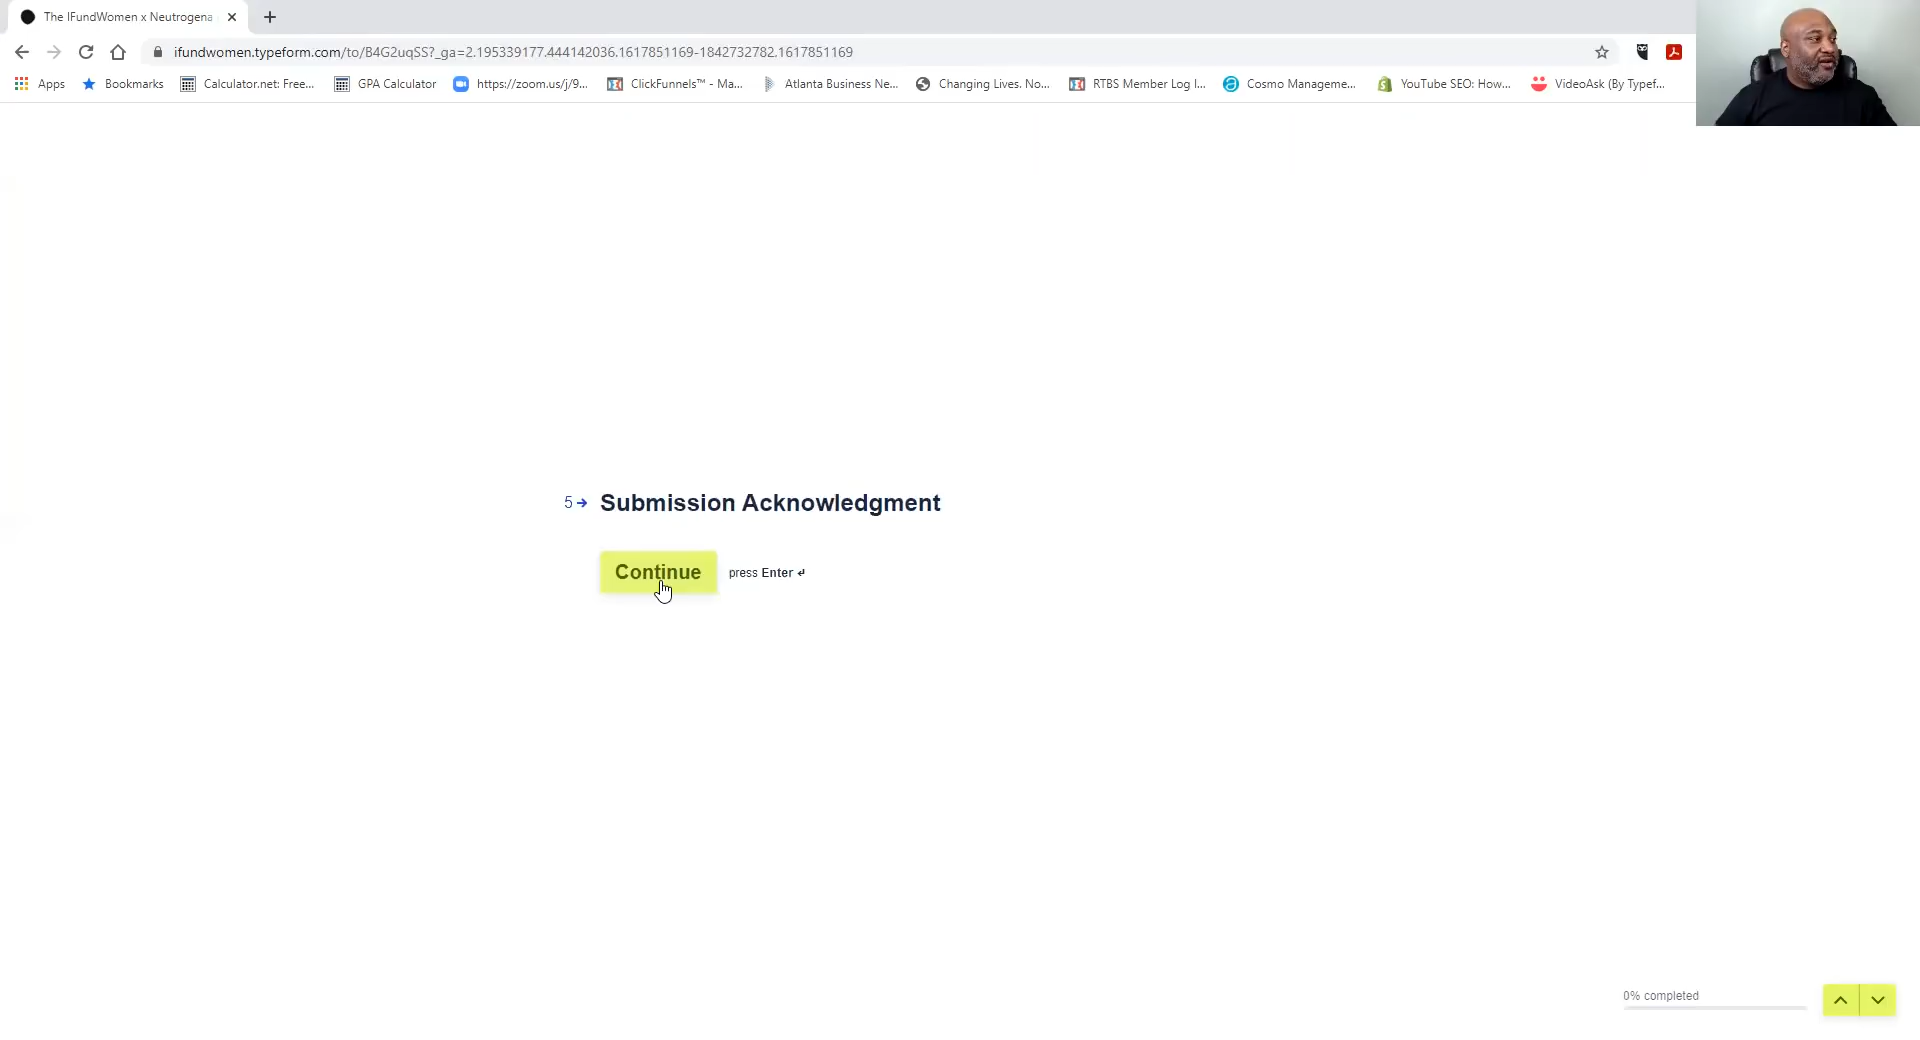 The IFundWomen x Neutrogena
ifundwomen.typeform.com/to/B4G2uqSS?_ga=2.195339177.444142036.1617851169-1842732782.1617851169
Apps Bookmarks Calculator.net: Free... GPA Calculator https://zoom.us/j/9... ClickFunnels™ - Ma... Atlanta Business Ne... Changing Lives. No... RTBS Member Log I... Cosmo Manageme... YouTube SEO: How... VideoAsk (By Typef...
5 Submission Acknowledgment
Continue press Enter ↵
0% completed